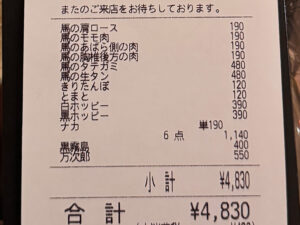 またのご来店をお待ちしております。
馬の肩ロース 190
馬のモモ肉 190
馬のあばら側の肉 190
馬の胸椎後方の肉 190
馬のタテガミ 480
馬の生タン 480
きりたんぽ 120
とまと 120
白ホッピー 390
黒ホッピー 390
ナカ 単190
6 点 1,140
黒霧島 400
万次郎 550
小 計 ¥4,830
合 計 ¥4,830